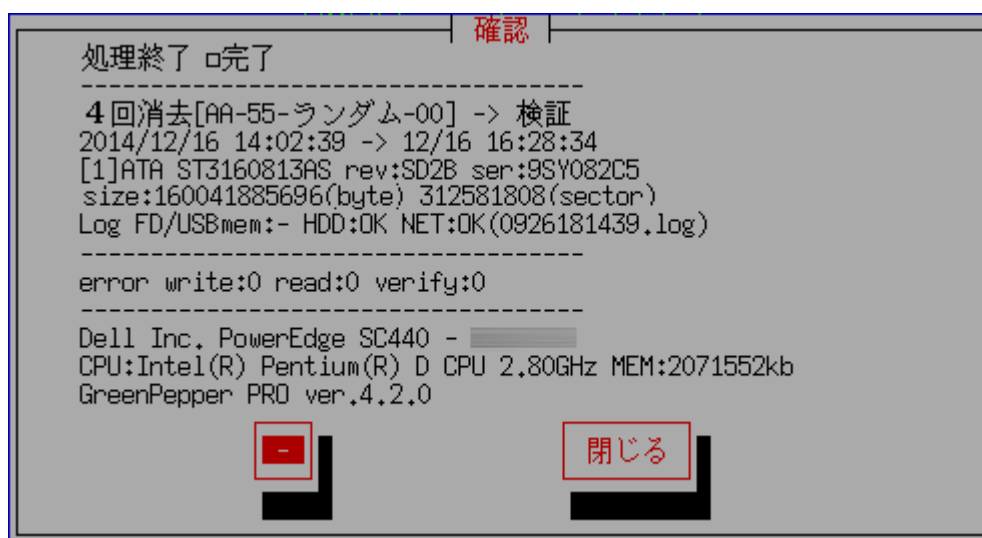 確認
処理終了 ロ完了
------------------------------------
４回消去[AA-55-ランダム-00] -> 検証
2014/12/16 14:02:39 -> 12/16 16:28:34
[1]ATA ST3160813AS rev:SD2B ser:9SY082C5
size:160041885696(byte) 312581808(sector)
Log FD/USBmem:- HDD:OK NET:OK(0926181439.log)
------------------------------------
error write:0 read:0 verify:0
------------------------------------
Dell Inc. PowerEdge SC440 -
CPU:Intel(R) Pentium(R) D CPU 2.80GHz MEM:2071552kb
GreenPepper PRO ver.4.2.0
- 閉じる